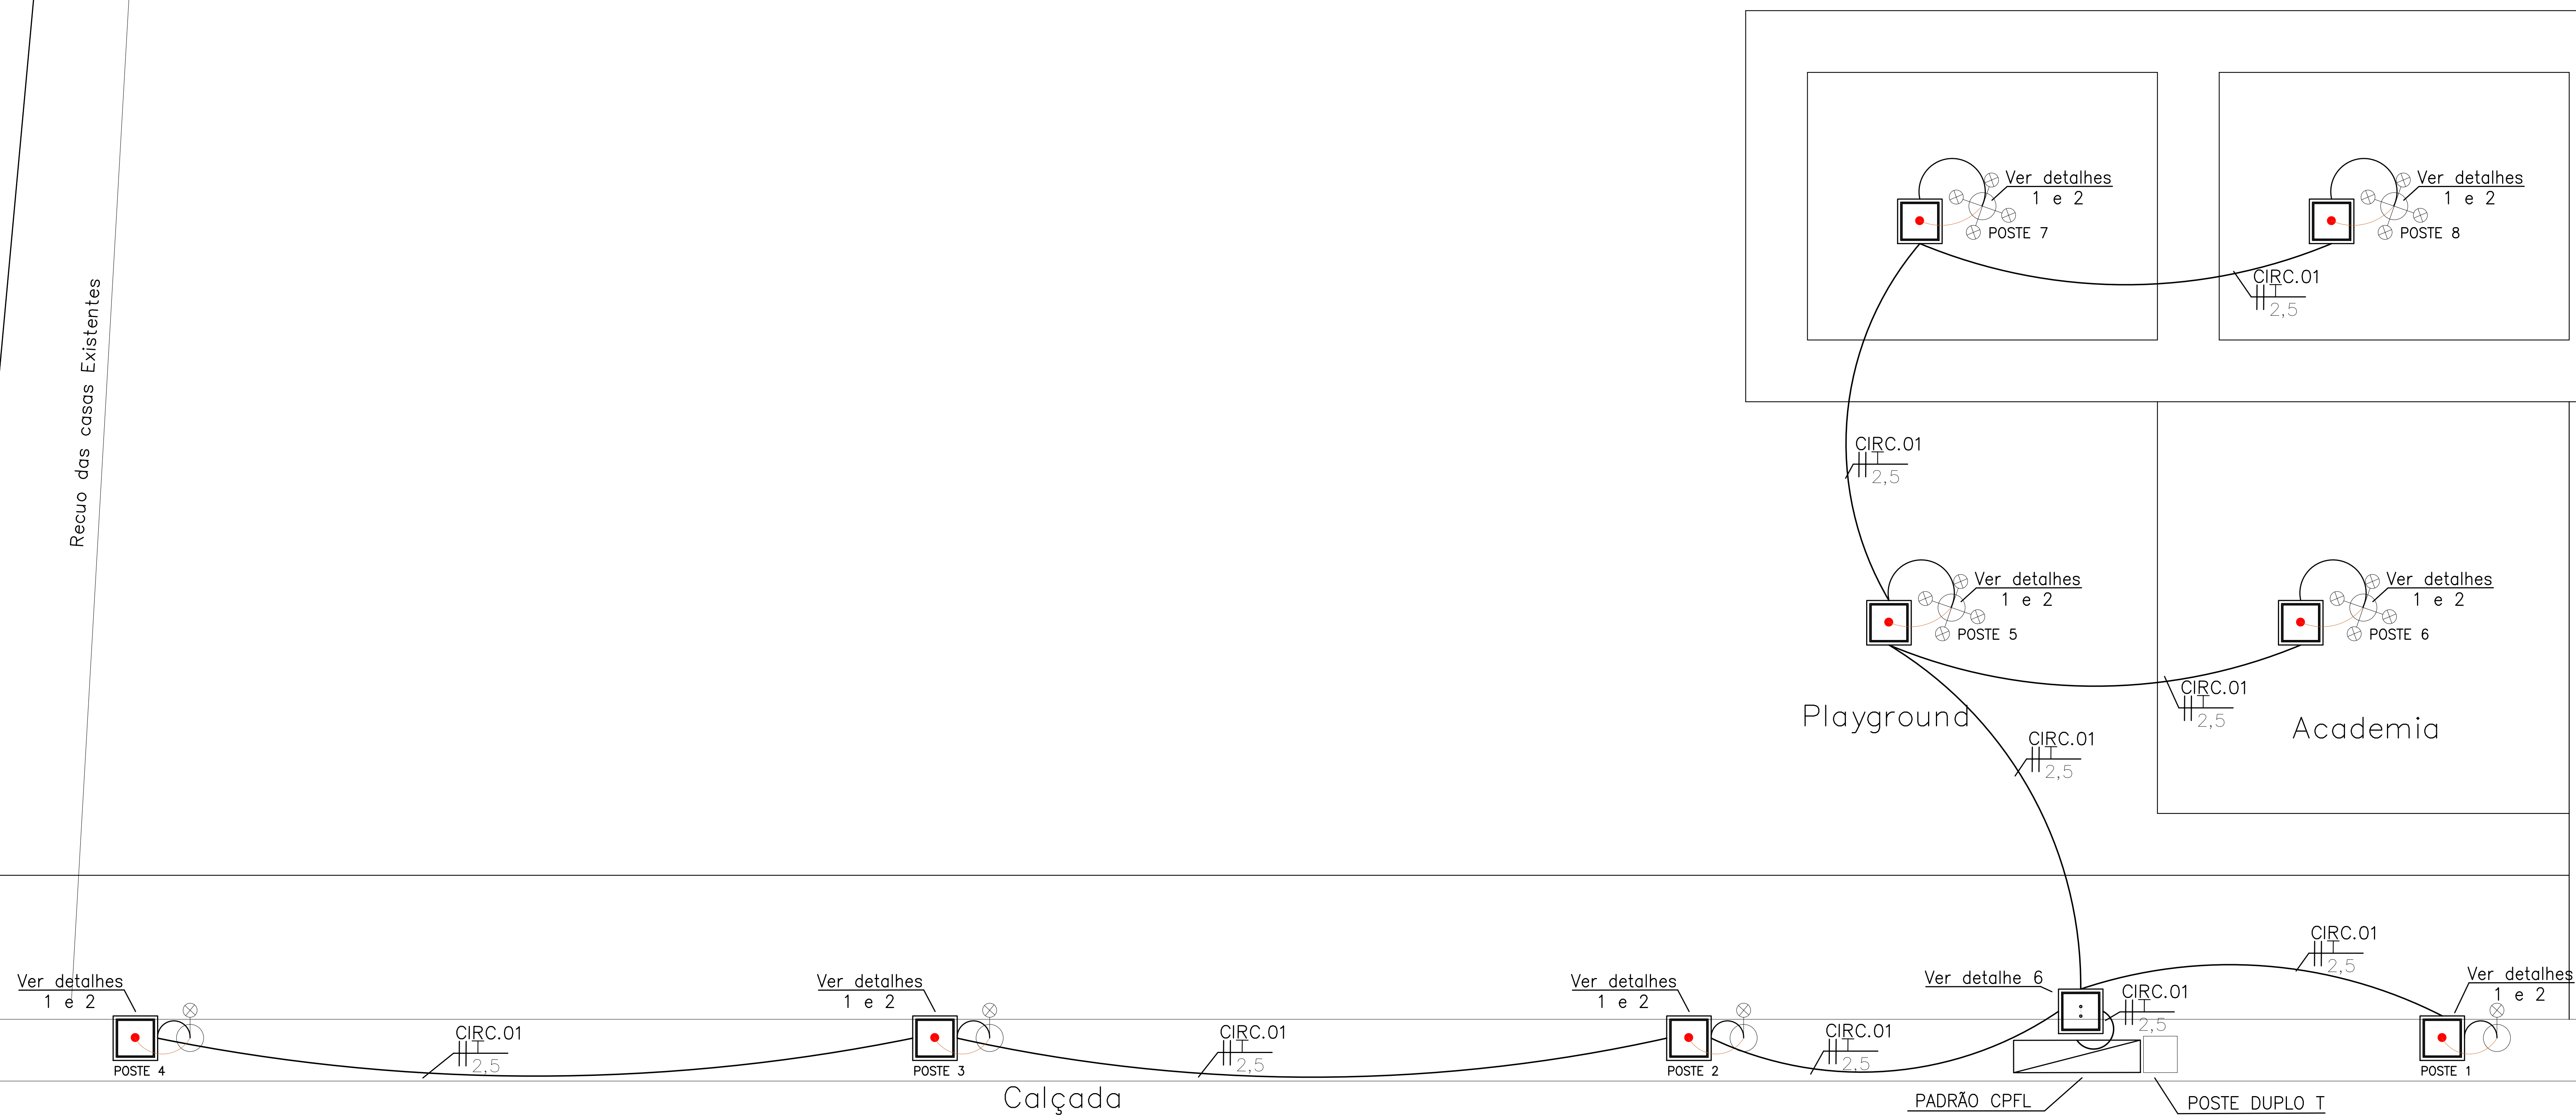 Ver detalhes
1 e 2
POSTE 7
Ver detalhes
1 e 2
POSTE 8
CIRC.01
T
2,5
Recuo das casas Existentes
CIRC.01
T
2,5
Ver detalhes
1 e 2
POSTE 5
Ver detalhes
1 e 2
POSTE 6
CIRC.01
T
2,5
Playground
Academia
CIRC.01
T
2,5
Ver detalhes
1 e 2
POSTE 4
CIRC.01
T
2,5
Ver detalhes
1 e 2
POSTE 3
CIRC.01
T
2,5
Ver detalhes
1 e 2
POSTE 2
CIRC.01
T
2,5
Ver detalhe 6
CIRC.01
T
2,5
CIRC.01
T
2,5
Ver detalhes
1 e 2
POSTE 1
Calçada
PADRÃO CPFL
POSTE DUPLO T